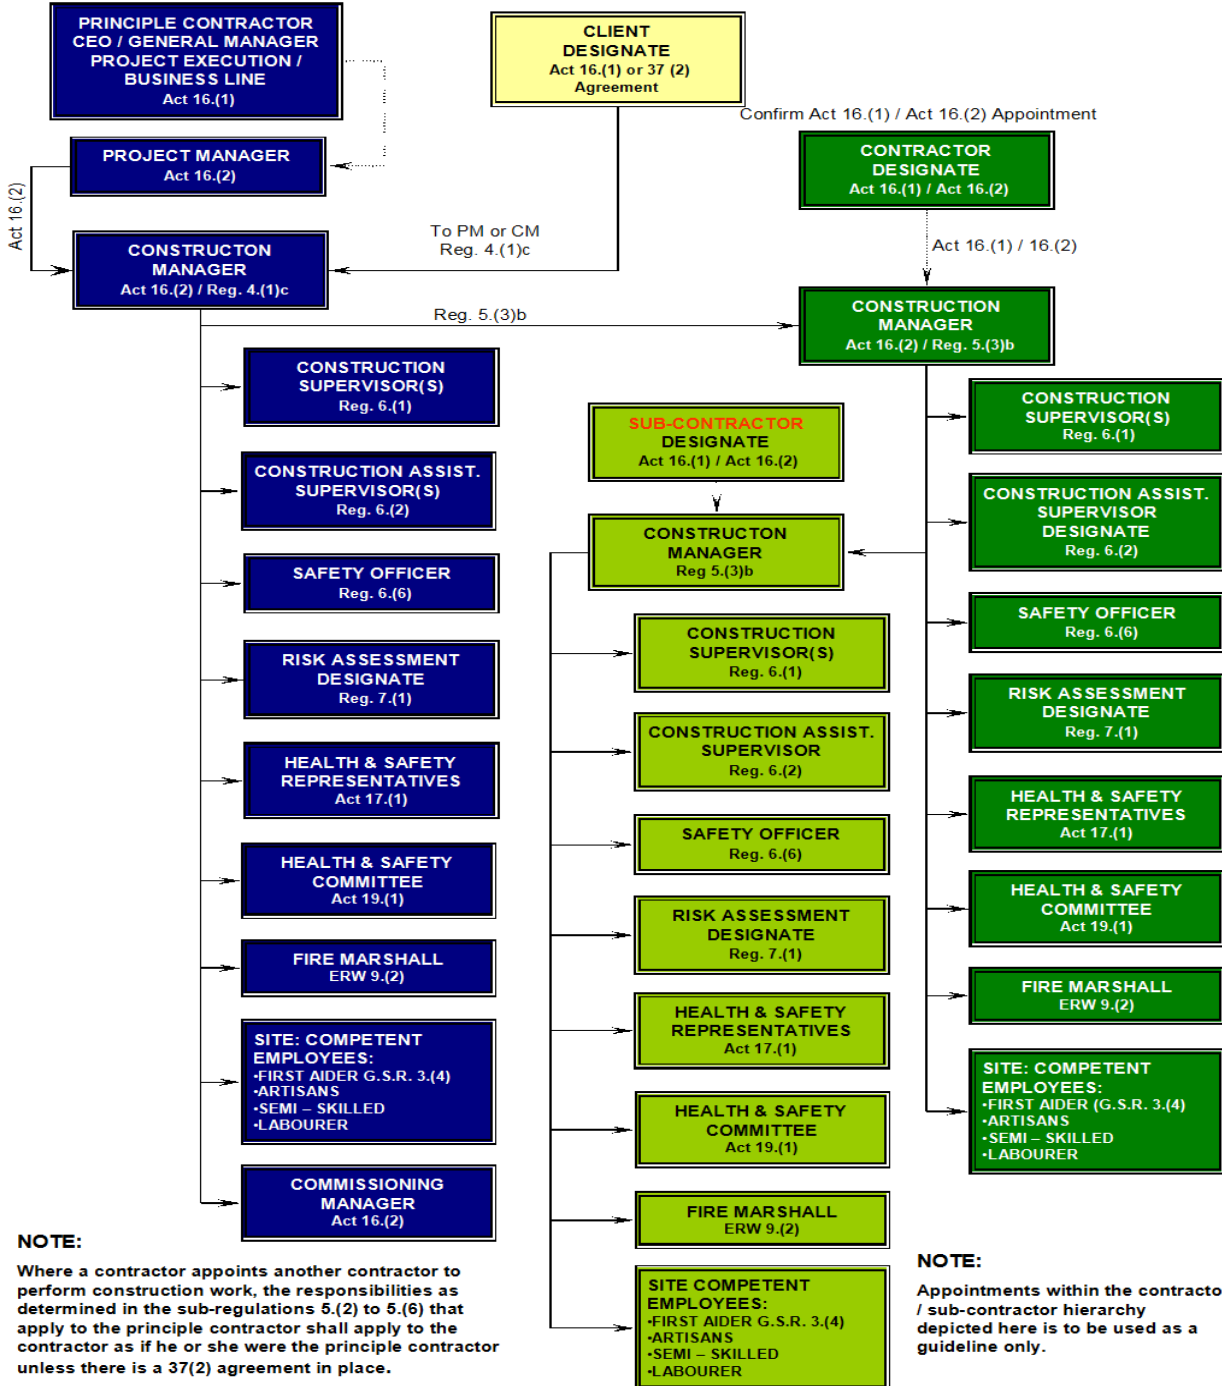 PRINCIPLE CONTRACTOR
CEO / GENERAL MANAGER
PROJECT EXECUTION /
BUSINESS LINE
Act 16.(1)
CLIENT
DESIGNATE
Act 16.(1) or 37 (2)
Agreement
Confirm Act 16.(1) / Act 16.(2) Appointment
PROJECT MANAGER
Act 16.(2)
CONTRACTOR
DESIGNATE
Act 16.(1) / Act 16.(2)
Act 16.(2)
To PM or CM
Reg. 4.(1)c
Act 16.(1) / 16.(2)
CONSTRUCTON
MANAGER
Act 16.(2) / Reg. 4.(1)c
Reg. 5.(3)b
CONSTRUCTION
MANAGER
Act 16.(2) / Reg. 5.(3)b
CONSTRUCTION
SUPERVISOR(S)
Reg. 6.(1)
CONSTRUCTION ASSIST.
SUPERVISOR(S)
Reg. 6.(2)
SAFETY OFFICER
Reg. 6.(6)
RISK ASSESSMENT
DESIGNATE
Reg. 7.(1)
HEALTH & SAFETY
REPRESENTATIVES
Act 17.(1)
HEALTH & SAFETY
COMMITTEE
Act 19.(1)
FIRE MARSHALL
ERW 9.(2)
SITE: COMPETENT
EMPLOYEES:
•FIRST AIDER G.S.R. 3.(4)
•ARTISANS
•SEMI – SKILLED
•LABOURER
COMMISSIONING
MANAGER
Act 16.(2)
SUB-CONTRACTOR
DESIGNATE
Act 16.(1) / Act 16.(2)
CONSTRUCTON
MANAGER
Reg 5.(3)b
CONSTRUCTION
SUPERVISOR(S)
Reg. 6.(1)
CONSTRUCTION ASSIST.
SUPERVISOR
Reg. 6.(2)
SAFETY OFFICER
Reg. 6.(6)
RISK ASSESSMENT
DESIGNATE
Reg. 7.(1)
HEALTH & SAFETY
REPRESENTATIVES
Act 17.(1)
HEALTH & SAFETY
COMMITTEE
Act 19.(1)
FIRE MARSHALL
ERW 9.(2)
SITE COMPETENT
EMPLOYEES:
•FIRST AIDER G.S.R. 3.(4)
•ARTISANS
•SEMI – SKILLED
•LABOURER
CONSTRUCTION
SUPERVISOR(S)
Reg. 6.(1)
CONSTRUCTION ASSIST.
SUPERVISOR
DESIGNATE
Reg. 6.(2)
SAFETY OFFICER
Reg. 6.(6)
RISK ASSESSMENT
DESIGNATE
Reg. 7.(1)
HEALTH & SAFETY
REPRESENTATIVES
Act 17.(1)
HEALTH & SAFETY
COMMITTEE
Act 19.(1)
FIRE MARSHALL
ERW 9.(2)
SITE: COMPETENT
EMPLOYEES:
•FIRST AIDER (G.S.R. 3.(4)
•ARTISANS
•SEMI – SKILLED
•LABOURER
NOTE:
Where a contractor appoints another contractor to
perform construction work, the responsibilities as
determined in the sub-regulations 5.(2) to 5.(6) that
apply to the principle contractor shall apply to the
contractor as if he or she were the principle contractor
unless there is a 37(2) agreement in place.
NOTE:
Appointments within the contracto
/ sub-contractor hierarchy
depicted here is to be used as a
guideline only.